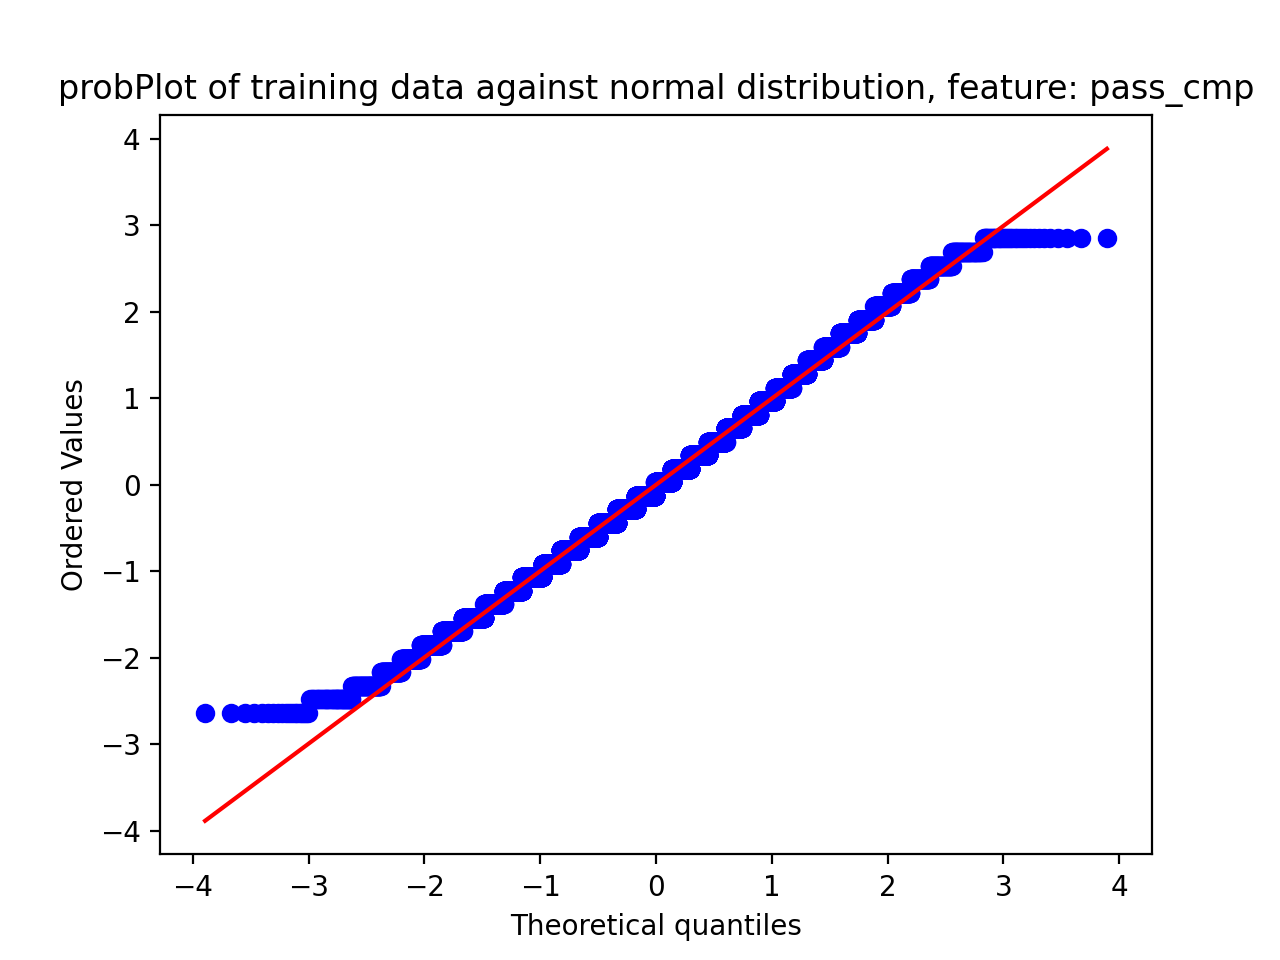 probPlot of training data against normal distribution, feature: pass_cmp
4
3
2
1
0
−1
−2
−3
−4
Ordered Values
−4 −3 −2 −1 0 1 2 3 4
Theoretical quantiles